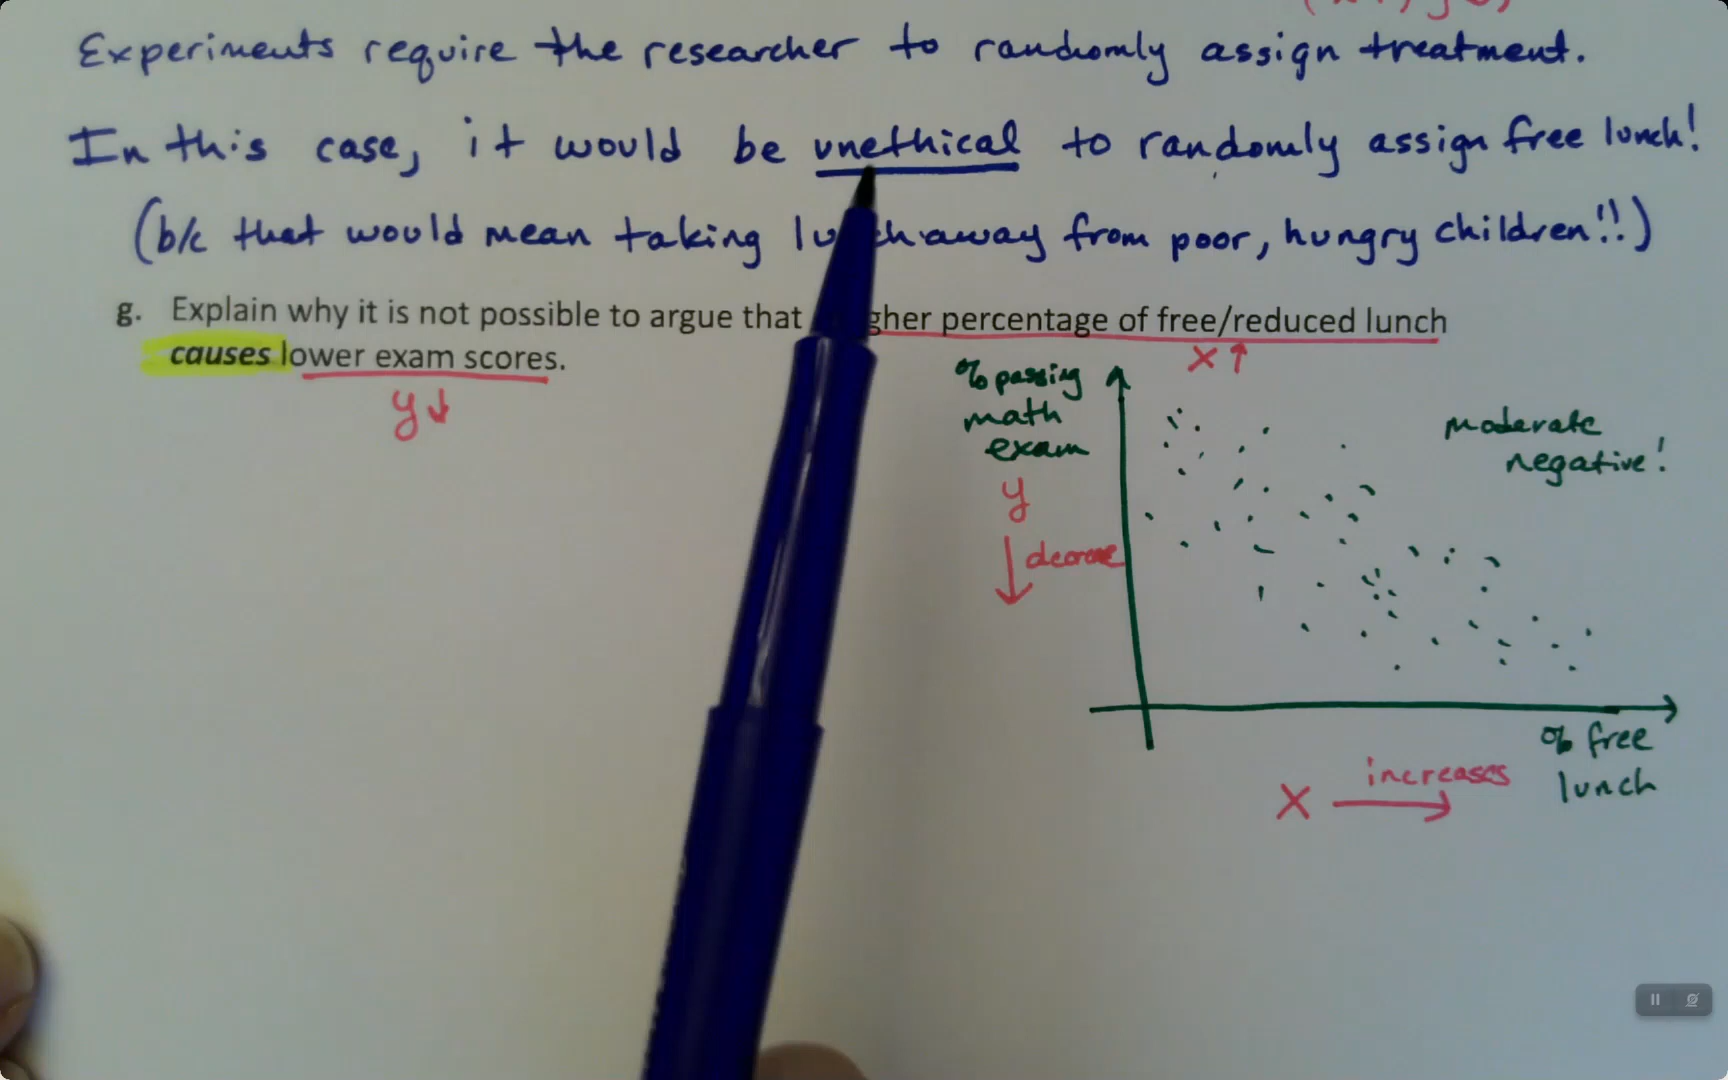 Experiments require the researcher to randomly assign treatment.
In this case, it would be unethical to randomly assign free lunch!
(b/c that would mean taking away from poor, hungry children!!)
g. Explain why it is not possible to argue that percentage of free/reduced lunch
causes lower exam scores.
x↑
y↓
% passing
math
exam
y
↓ decrease
moderate
negative!
% free
lunch
x → increases